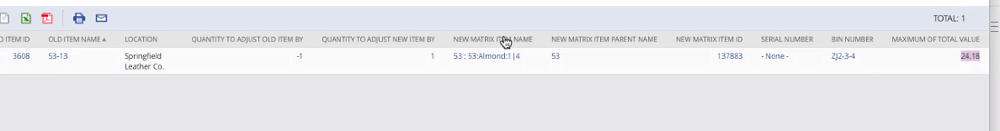 TOTAL: 1
D ITEM ID OLD ITEM NAME ▲ LOCATION QUANTITY TO ADJUST OLD ITEM BY QUANTITY TO ADJUST NEW ITEM BY NEW MATRIX ITEM NAME NEW MATRIX ITEM PARENT NAME NEW MATRIX ITEM ID SERIAL NUMBER BIN NUMBER MAXIMUM OF TOTAL VALUE
3608 53-13 Springfield -1 1 53 : 53:Almond:1|4 53 137883 - None - ZJ2-3-4 24.18
Leather Co.